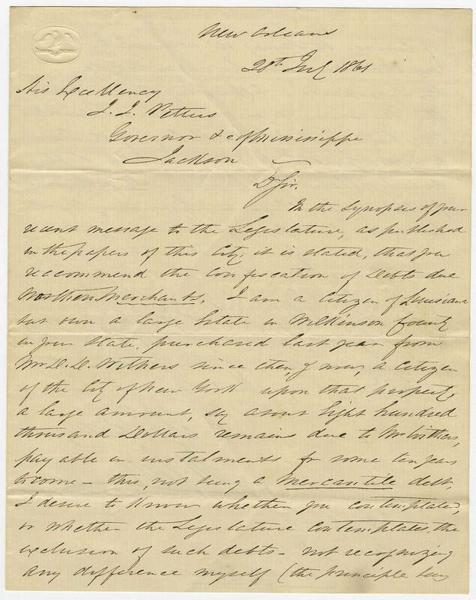 New Orleans
20th July 1861
His Excellency
J. J. Pettus
Governor &c of Mississippi
Jackson
D Sir,
In the Synopsis of your
recent message to the Legislature, as published
in the papers of this City, it is stated, that you
recommend the confiscation of Debts due
Northern Merchants. I am a Citizen of Louisiana
but own a large Estate in Wilkinson County
in your State, purchased last year from
Mr D. D. Withers since then & now, a citizen
of the City of New York upon that property,
a large amount, say about Eight hundred
thousand Dollars remains due to Mr Withers,
payable in instalments for some ten years
to come - this, not being a Mercantile debt,
I desire to know whether you contemplate,
or whether the Legislature contemplates, the
exclusion of such debts - not recognizing
any difference myself (the principle being